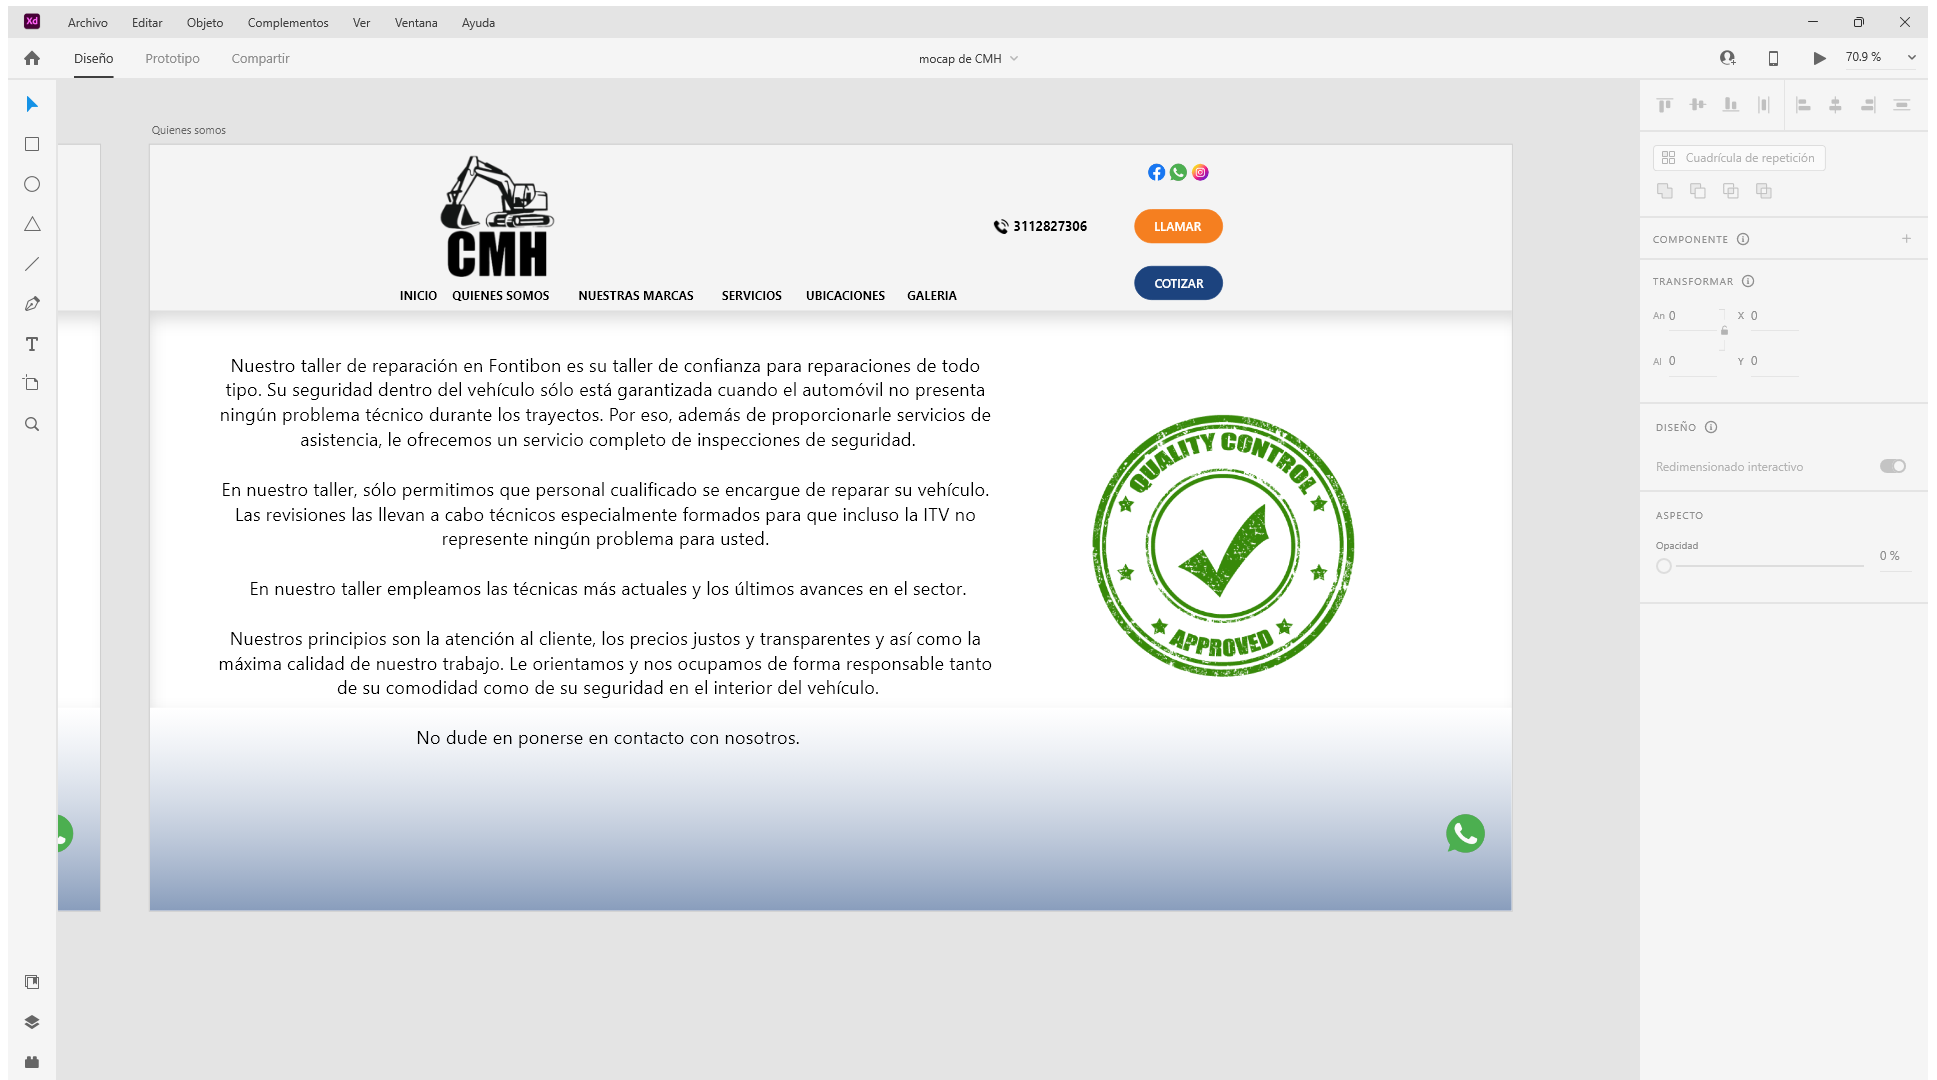 Xd Archivo Editar Objeto Complementos Ver Ventana Ayuda
Diseño Prototipo Compartir mocap de CMH 70.9 %
Quienes somos
CMH
3112827306
LLAMAR
COTIZAR
INICIO QUIENES SOMOS NUESTRAS MARCAS SERVICIOS UBICACIONES GALERIA
Nuestro taller de reparación en Fontibon es su taller de confianza para reparaciones de todo
tipo. Su seguridad dentro del vehículo sólo está garantizada cuando el automóvil no presenta
ningún problema técnico durante los trayectos. Por eso, además de proporcionarle servicios de
asistencia, le ofrecemos un servicio completo de inspecciones de seguridad.
En nuestro taller, sólo permitimos que personal cualificado se encargue de reparar su vehículo.
Las revisiones las llevan a cabo técnicos especialmente formados para que incluso la ITV no
represente ningún problema para usted.
En nuestro taller empleamos las técnicas más actuales y los últimos avances en el sector.
Nuestros principios son la atención al cliente, los precios justos y transparentes y así como la
máxima calidad de nuestro trabajo. Le orientamos y nos ocupamos de forma responsable tanto
de su comodidad como de su seguridad en el interior del vehículo.
No dude en ponerse en contacto con nosotros.
QUALITY CONTROL
APPROVED
Cuadrícula de repetición
COMPONENTE
TRANSFORMAR
An 0 X 0
Al 0 Y 0
DISEÑO
Redimensionado interactivo
ASPECTO
Opacidad
0 %